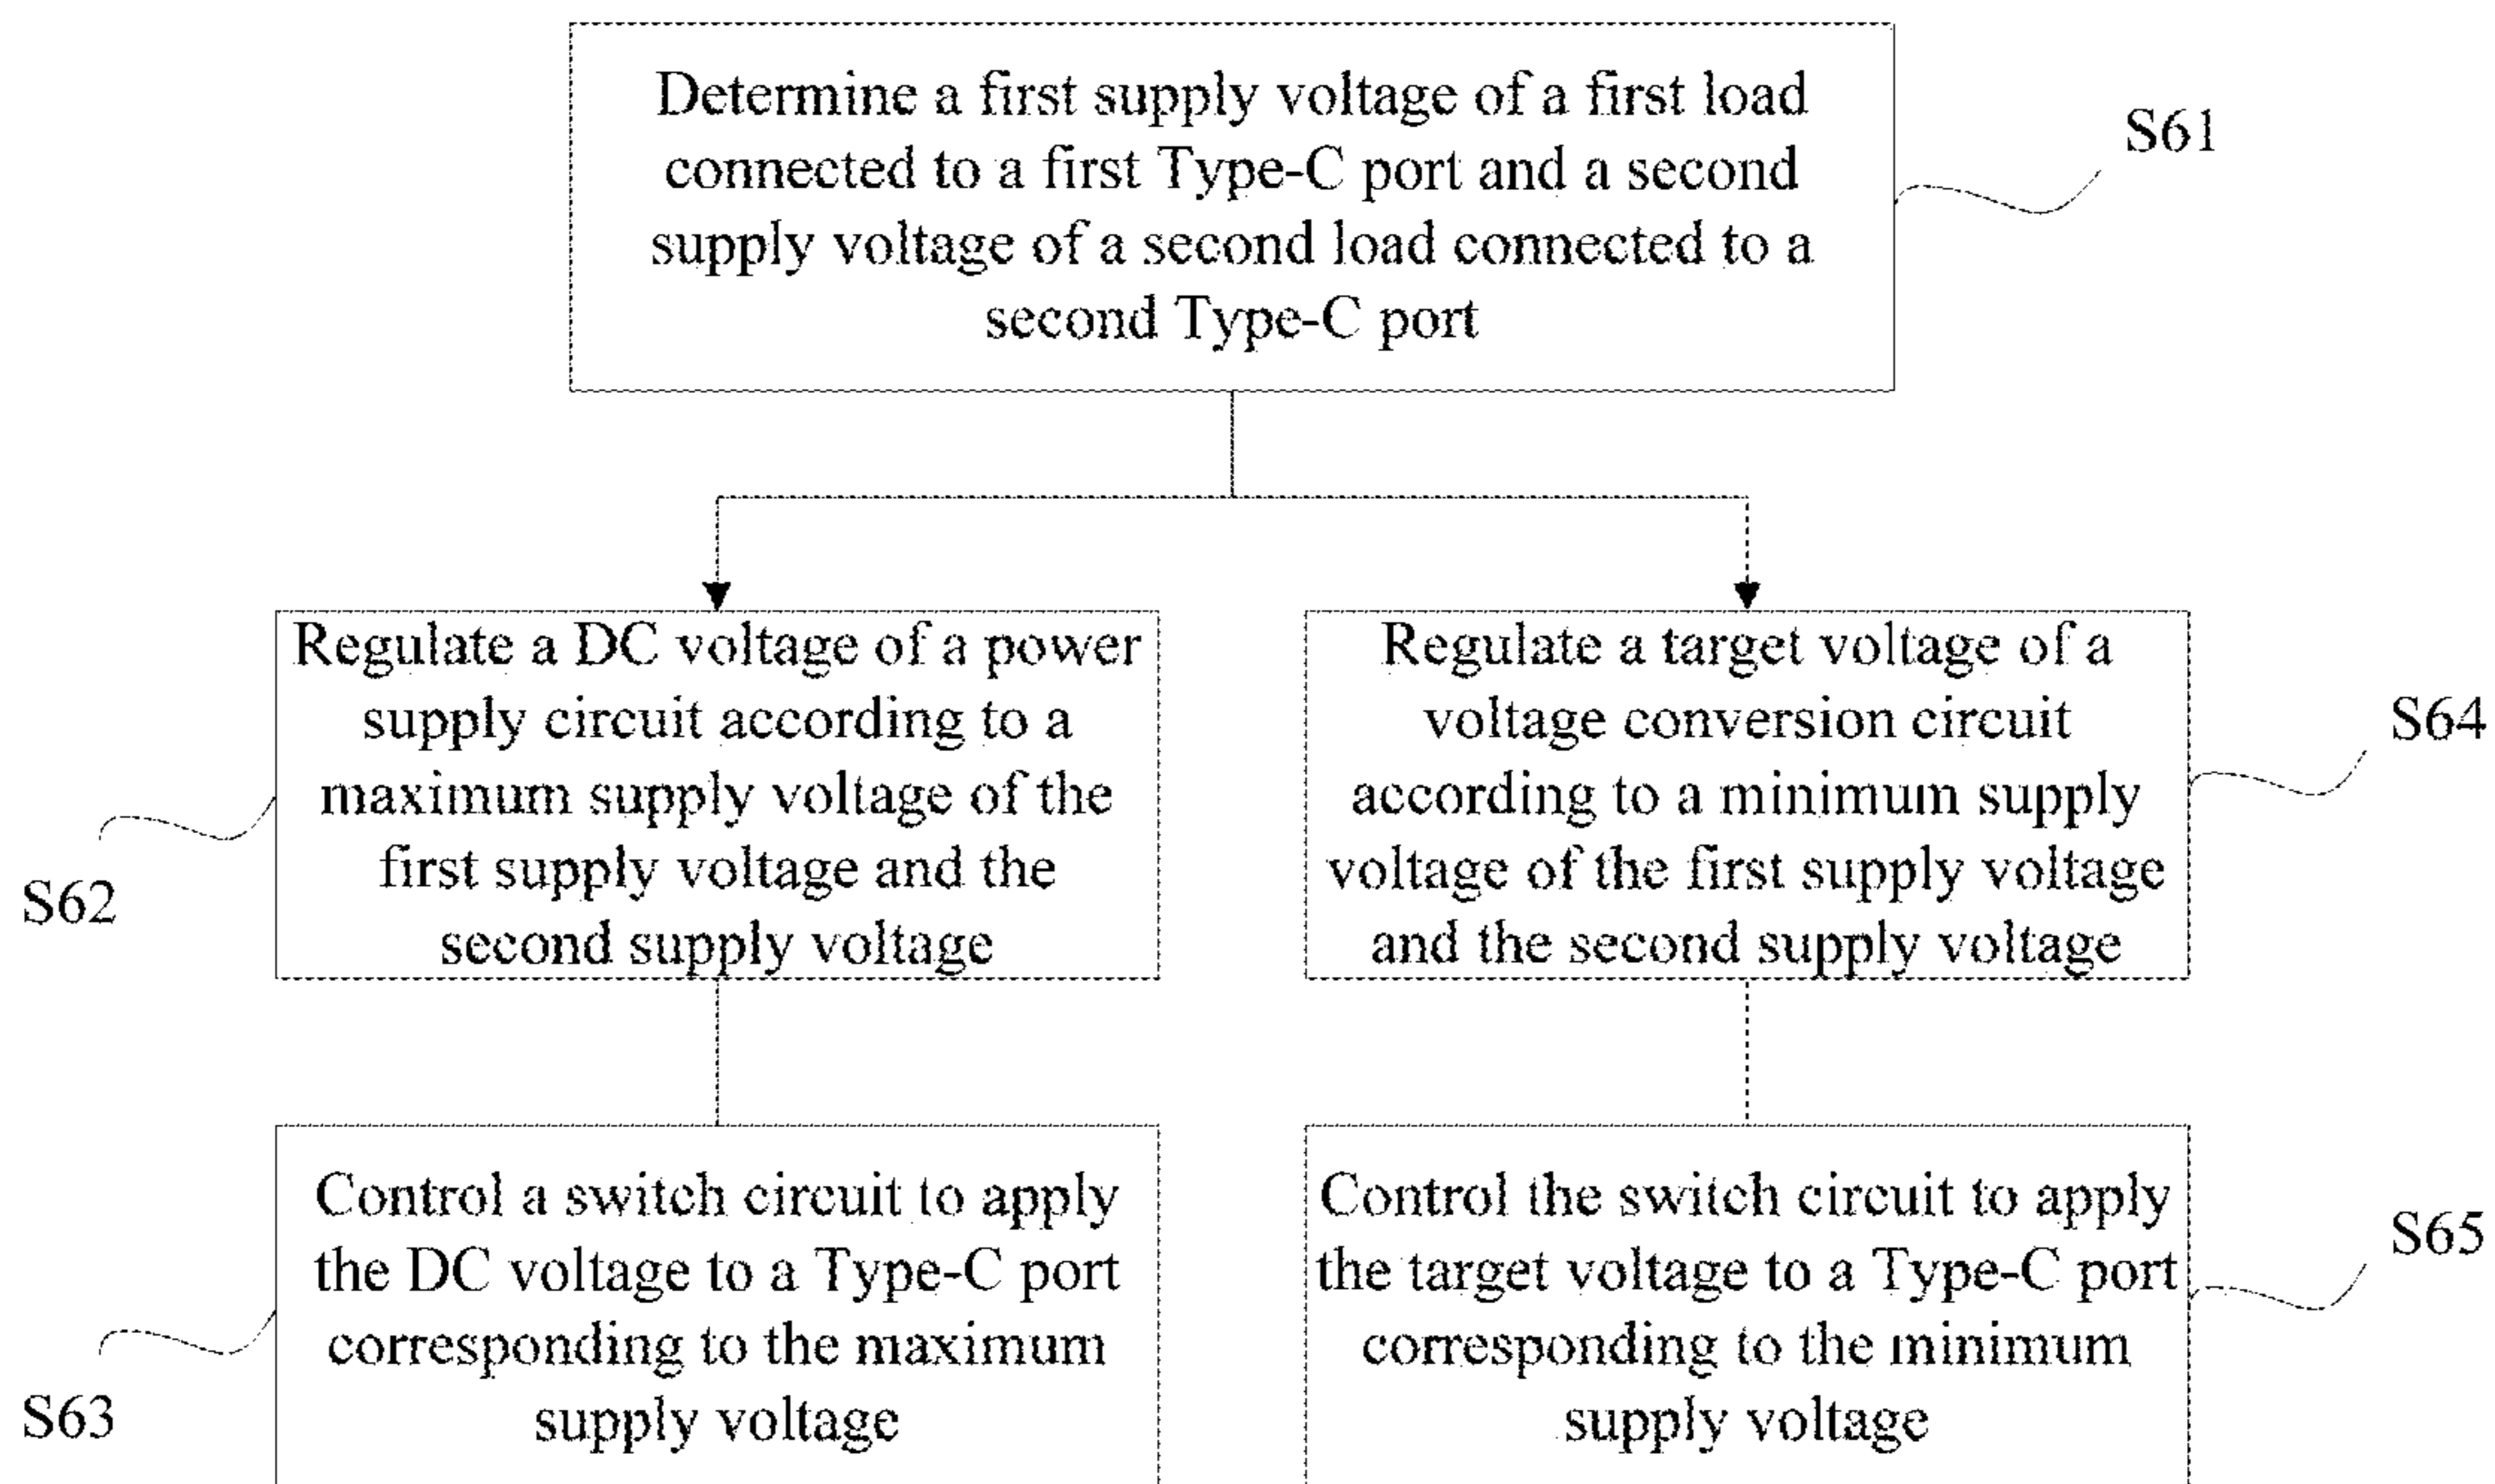 Determine a first supply voltage of a first load
connected to a first Type-C port and a second
supply voltage of a second load connected to a
second Type-C port
S61
Regulate a DC voltage of a power
supply circuit according to a
maximum supply voltage of the
first supply voltage and the
second supply voltage
S62
Regulate a target voltage of a
voltage conversion circuit
according to a minimum supply
voltage of the first supply voltage
and the second supply voltage
S64
Control a switch circuit to apply
the DC voltage to a Type-C port
corresponding to the maximum
supply voltage
S63
Control the switch circuit to apply
the target voltage to a Type-C port
corresponding to the minimum
supply voltage
S65